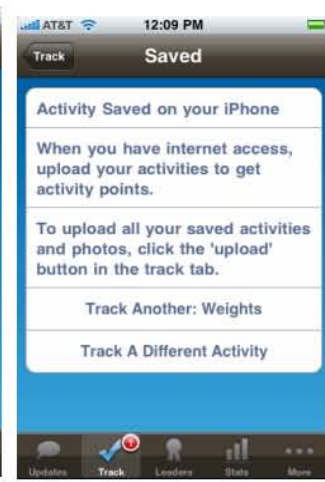 AT&T 12:09 PM
Track Saved
Activity Saved on your iPhone
When you have internet access,
upload your activities to get
activity points.
To upload all your saved activities
and photos, click the 'upload'
button in the track tab.
Track Another: Weights
Track A Different Activity
Updates Track Leaders Stats More